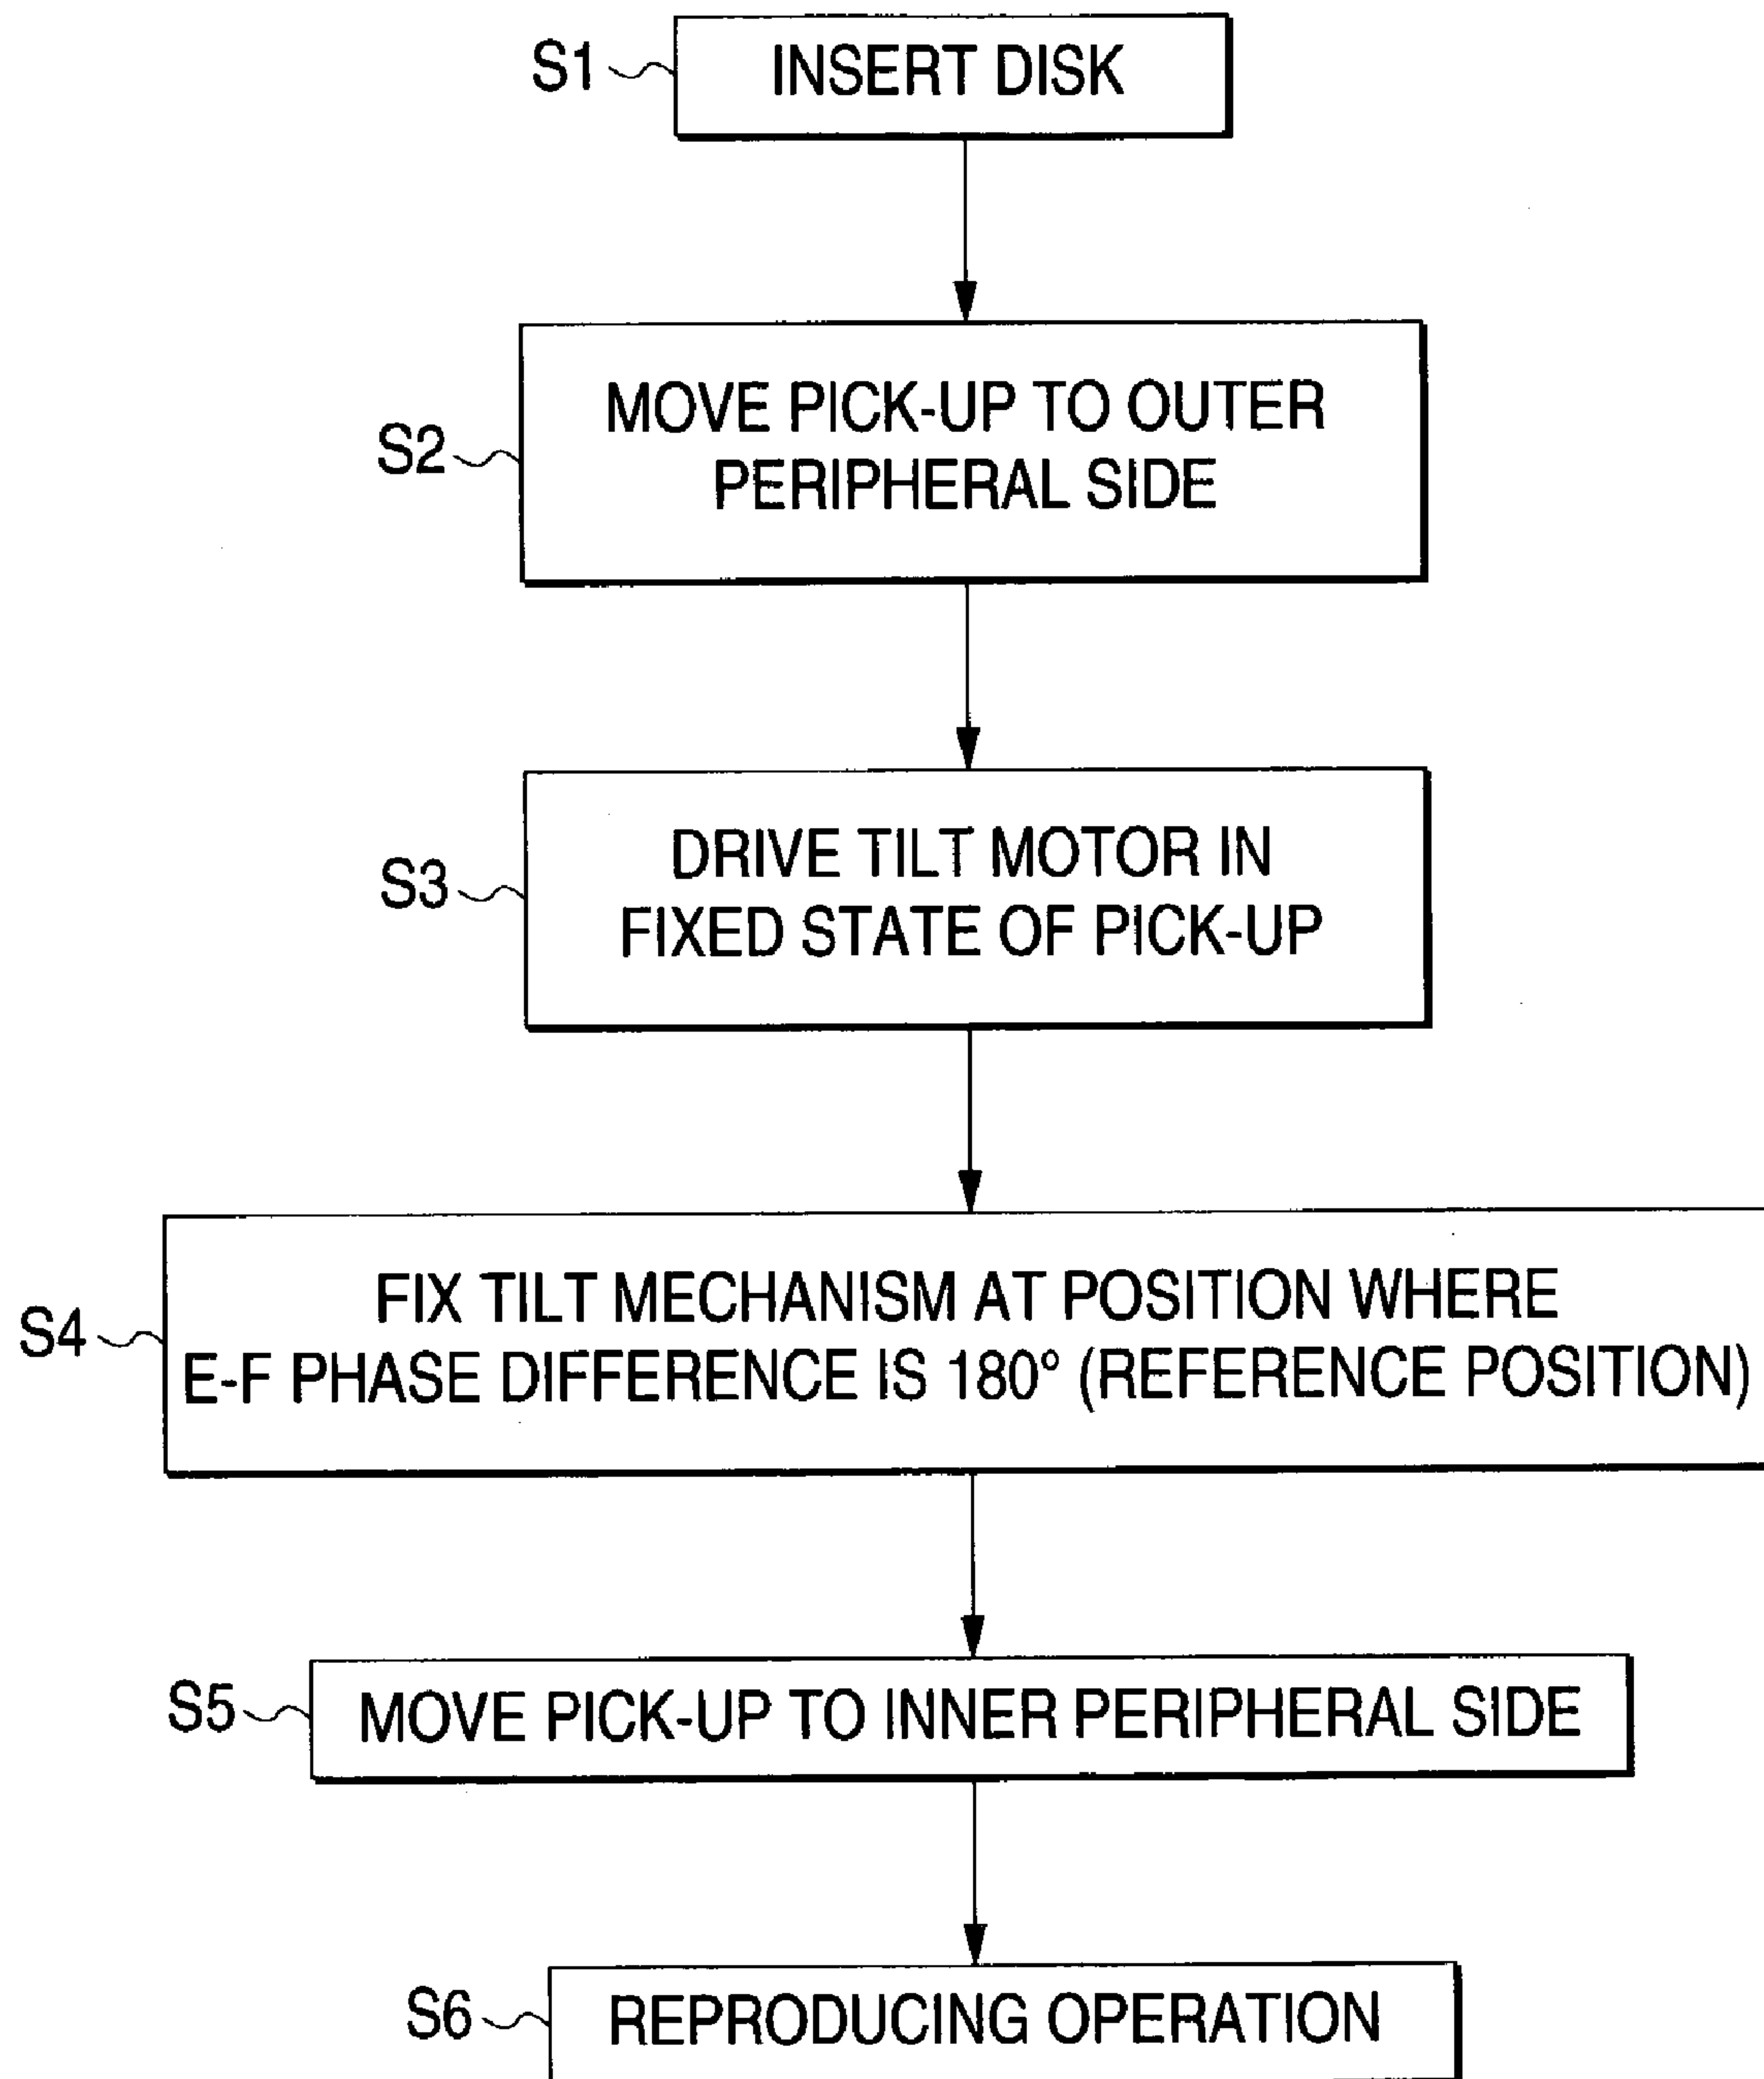 S1
INSERT DISK
S2
MOVE PICK-UP TO OUTER
PERIPHERAL SIDE
S3
DRIVE TILT MOTOR IN
FIXED STATE OF PICK-UP
S4
FIX TILT MECHANISM AT POSITION WHERE
E-F PHASE DIFFERENCE IS 180° (REFERENCE POSITION)
S5
MOVE PICK-UP TO INNER PERIPHERAL SIDE
S6
REPRODUCING OPERATION